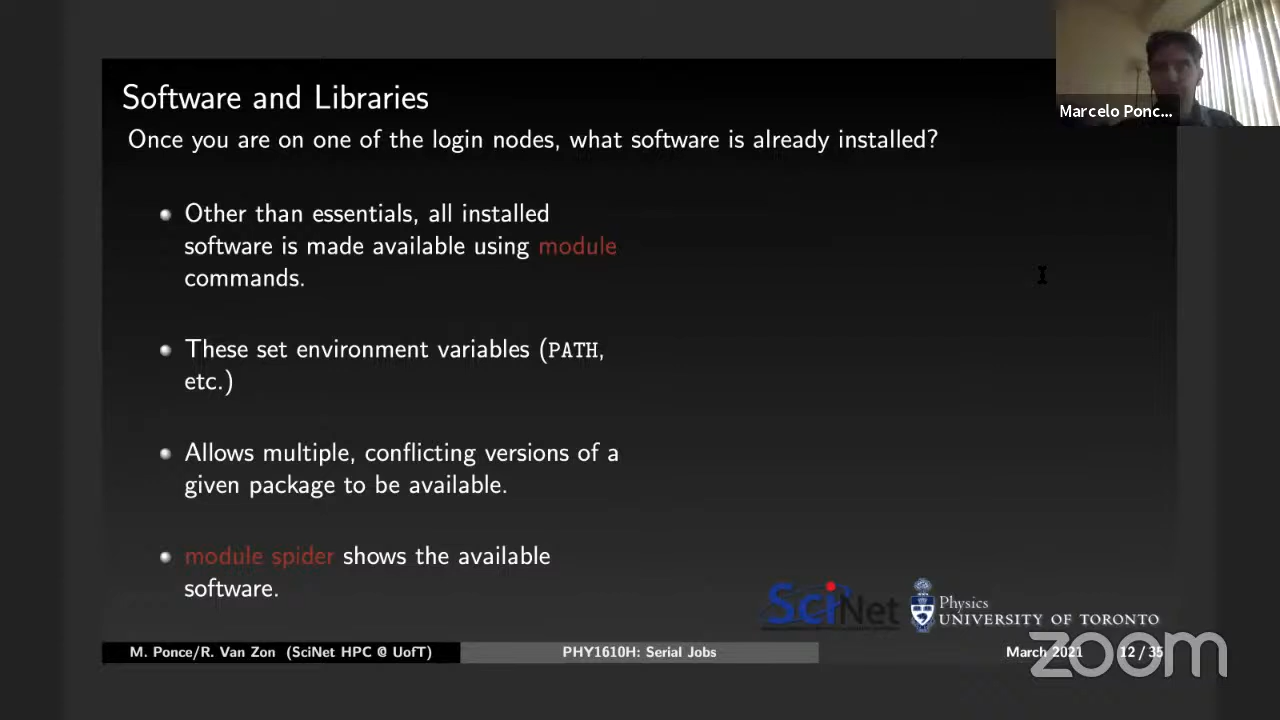 Software and Libraries
Marcelo Ponc...
Once you are on one of the login nodes, what software is already installed?
Other than essentials, all installed
software is made available using module
commands.
These set environment variables (PATH,
etc.)
Allows multiple, conflicting versions of a
given package to be available.
module spider shows the available
software.
SciNet
Physics
UNIVERSITY OF TORONTO
M. Ponce/R. Van Zon (SciNet HPC @ UofT)
PHY1610H: Serial Jobs
March 2021
12 / 35
zoom